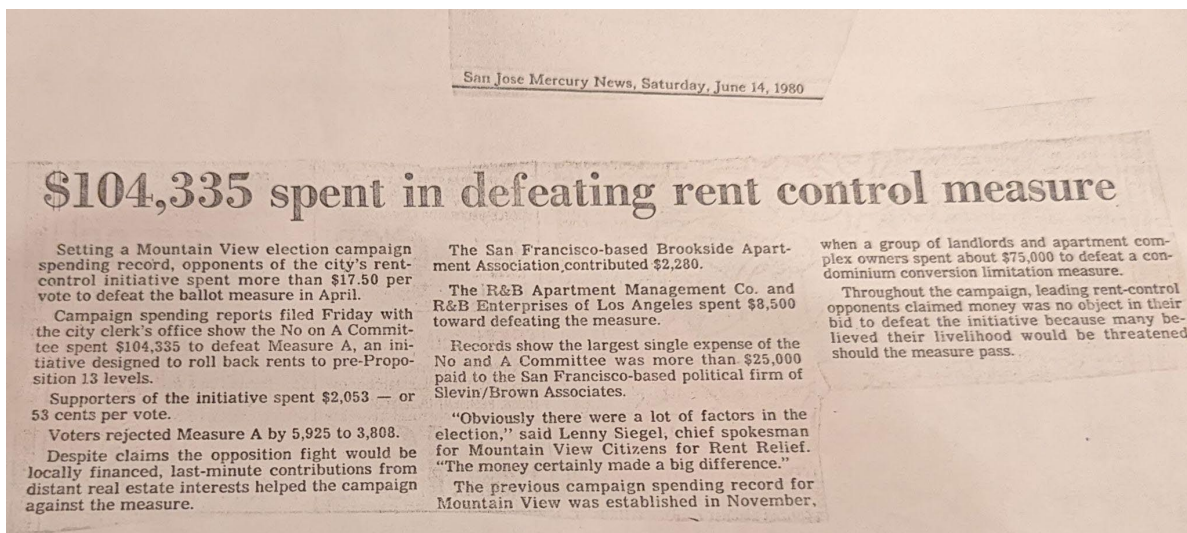 San Jose Mercury News, Saturday, June 14, 1980
$104,335 spent in defeating rent control measure
Setting a Mountain View election campaign
spending record, opponents of the city's rent-
control initiative spent more than $17.50 per
vote to defeat the ballot measure in April.
Campaign spending reports filed Friday with
the city clerk's office show the No on A Commit-
tee spent $104,335 to defeat Measure A, an ini-
tiative designed to roll back rents to pre-Propo-
sition 13 levels.
Supporters of the initiative spent $2,053 — or
53 cents per vote.
Voters rejected Measure A by 5,925 to 3,808.
Despite claims the opposition fight would be
locally financed, last-minute contributions from
distant real estate interests helped the campaign
against the measure.
The San Francisco-based Brookside Apart-
ment Association contributed $2,280.
The R&B Apartment Management Co. and
R&B Enterprises of Los Angeles spent $8,500
toward defeating the measure.
Records show the largest single expense of the
No and A Committee was more than $25,000
paid to the San Francisco-based political firm of
Slevin/Brown Associates.
"Obviously there were a lot of factors in the
election," said Lenny Siegel, chief spokesman
for Mountain View Citizens for Rent Relief.
"The money certainly made a big difference."
The previous campaign spending record for
Mountain View was established in November,
when a group of landlords and apartment com-
plex owners spent about $75,000 to defeat a con-
dominium conversion limitation measure.
Throughout the campaign, leading rent-control
opponents claimed money was no object in their
bid to defeat the initiative because many be-
lieved their livelihood would be threatened
should the measure pass.